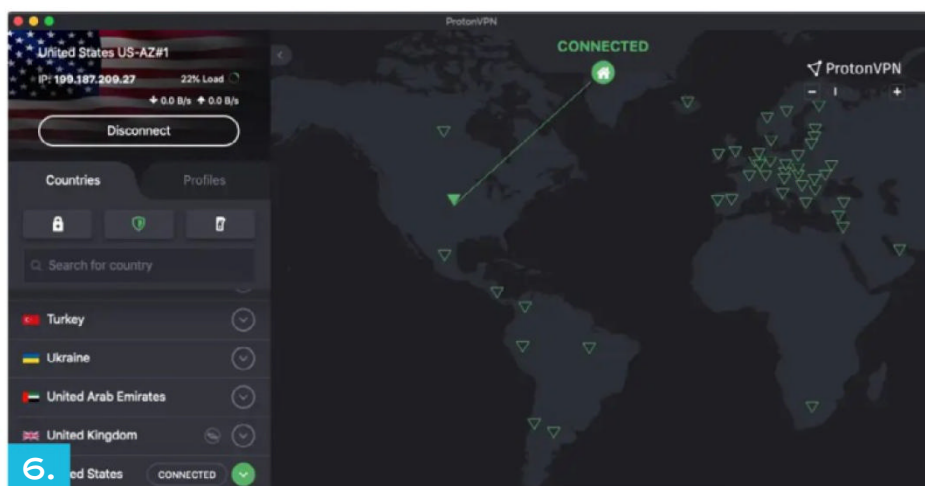 ProtonVPN
United States US-AZ#1
IP: 199.187.209.27 22% Load
0.0 B/s 0.0 B/s
Disconnect
Countries Profiles
Search for country
Turkey
Ukraine
United Arab Emirates
United Kingdom
ed States CONNECTED
6.
CONNECTED
ProtonVPN